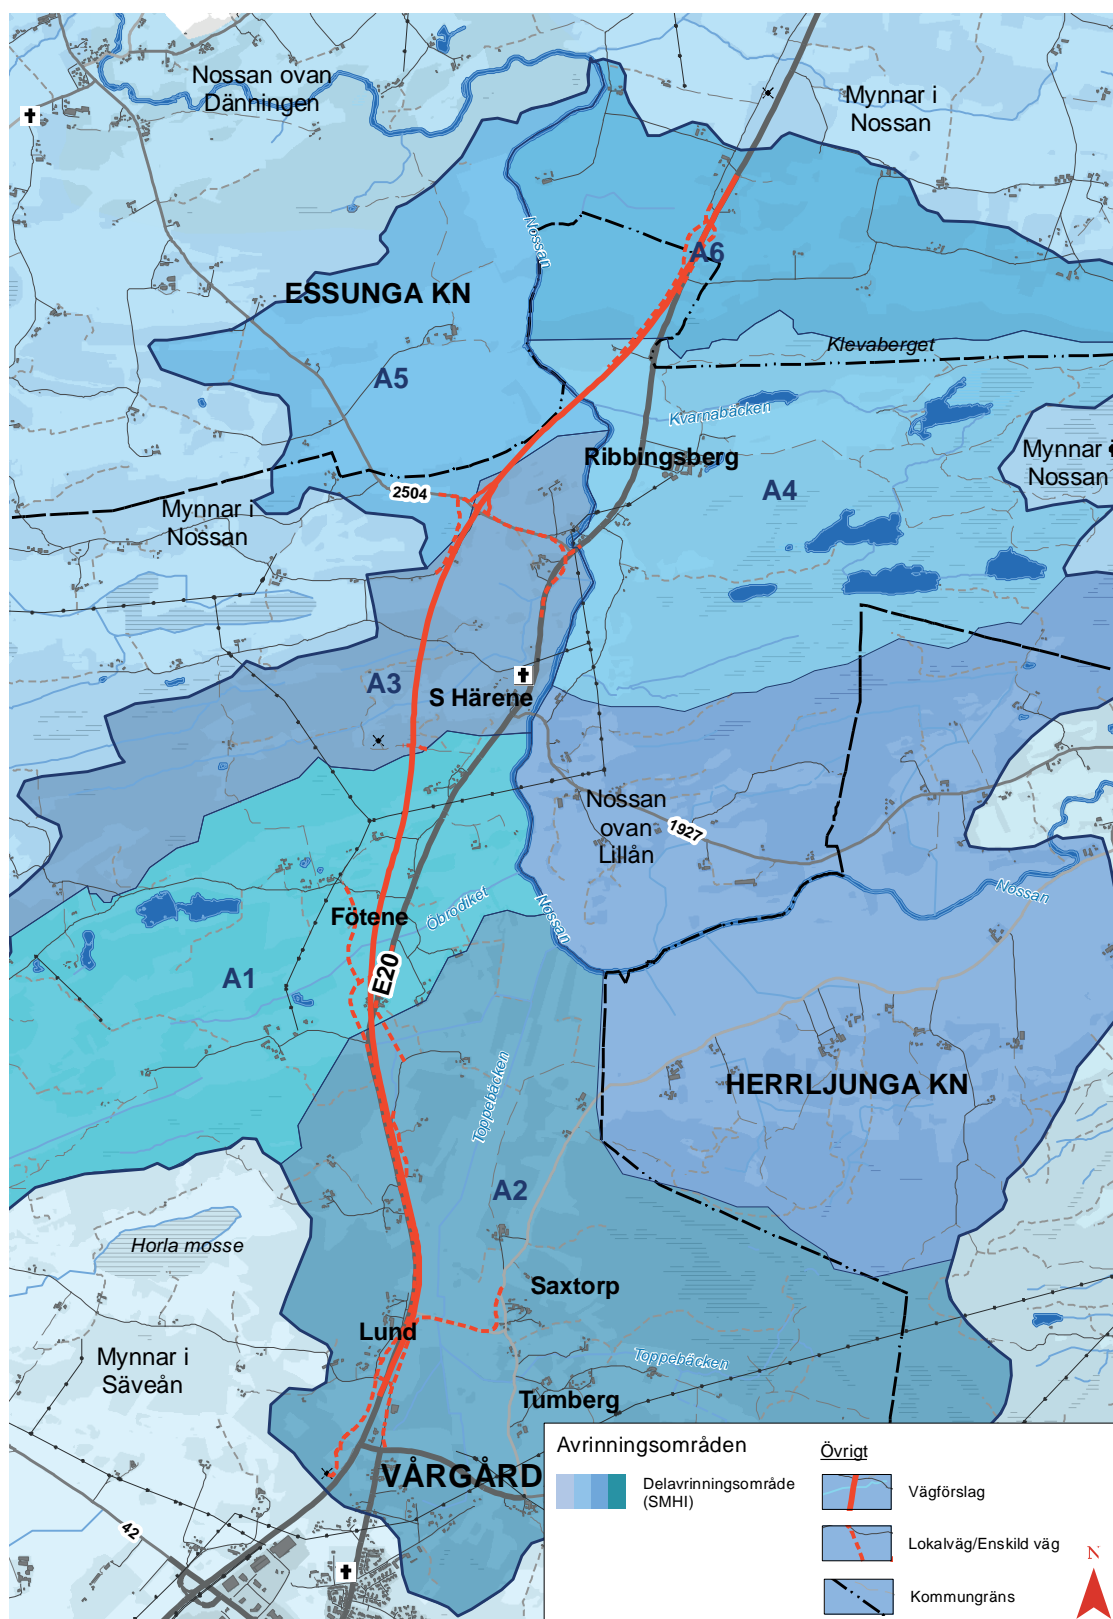 Nossan ovan
Dänningen
Mynnar i
Nossan
Nossan
A6
ESSUNGA KN
Klevaberget
A5
Kvarnabäcken
Ribbingsberg
Mynnar i
Nossan
2504
A4
Mynnar i
Nossan
A3
S Härene
Nossan
ovan
Lillån
1927
Fötene
Öbrodiket
Nossan
Nossan
E20
A1
Toppebäcken
HERRLJUNGA KN
A2
Horla mosse
Saxtorp
Lund
Mynnar i
Säveån
Toppebäcken
Tumberg
VÅRGÅRD
42
Avrinningsområden
Delavrinningsområde
(SMHI)
Övrigt
Vägförslag
Lokalväg/Enskild väg
Kommungräns
N